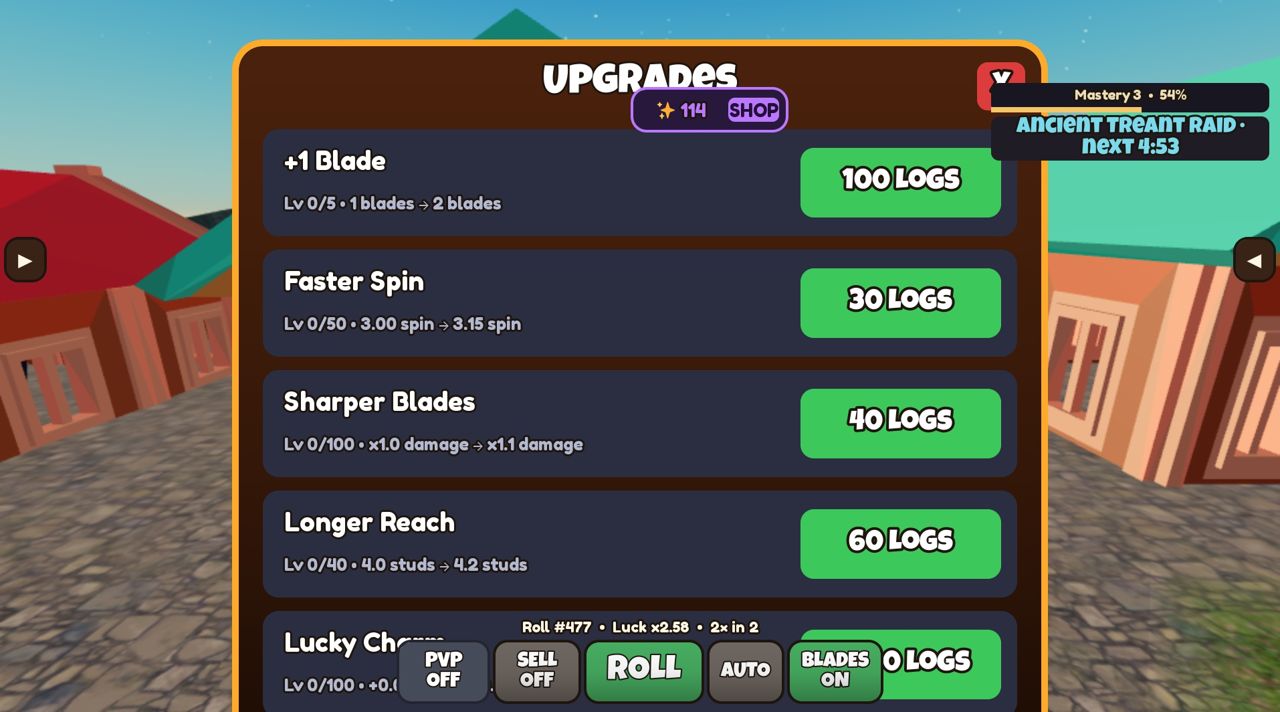 UPGRADES
X
✨ 114 SHOP
Mastery 3 • 54%
ANCIENT TREANT RAID •
NEXT 4:53
+1 Blade
Lv 0/5 • 1 blades → 2 blades
100 LOGS
▶
◀
Faster Spin
Lv 0/50 • 3.00 spin → 3.15 spin
30 LOGS
Sharper Blades
Lv 0/100 • x1.0 damage → x1.1 damage
40 LOGS
Longer Reach
Lv 0/40 • 4.0 studs → 4.2 studs
60 LOGS
Roll #477 • Luck x2.58 • 2x in 2
Lucky
Lv 0/100
LOGS
PVP
OFF
SELL
OFF
ROLL
AUTO
BLADES
ON